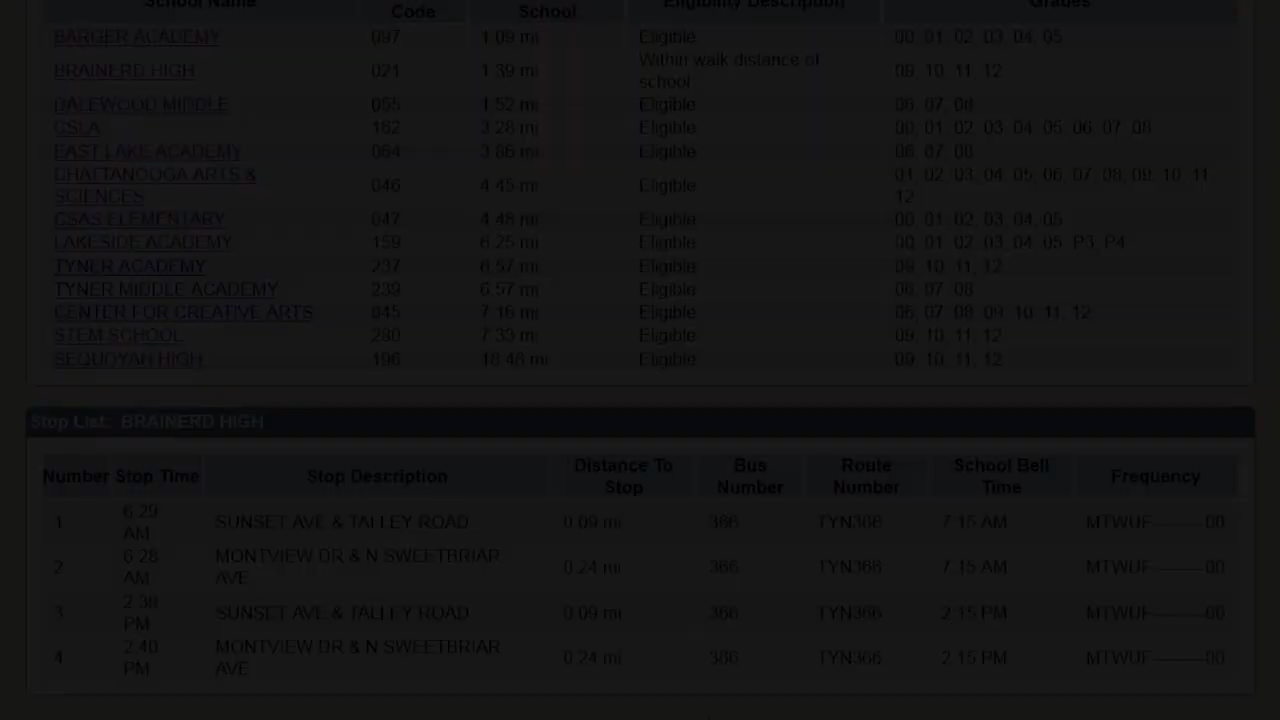 School Name Code School Eligibility Description Grades
BARGER ACADEMY 097 1.09 mi Eligible 00, 01, 02, 03, 04, 05
BRAINERD HIGH 021 1.39 mi Within walk distance of school 09, 10, 11, 12
DALEWOOD MIDDLE 055 1.52 mi Eligible 06, 07, 08
CSLA 162 3.28 mi Eligible 00, 01, 02, 03, 04, 05, 06, 07, 08
EAST LAKE ACADEMY 064 3.86 mi Eligible 06, 07, 08
CHATTANOOGA ARTS & SCIENCES 046 4.45 mi Eligible 01, 02, 03, 04, 05, 06, 07, 08, 09, 10, 11, 12
CSAS ELEMENTARY 047 4.48 mi Eligible 00, 01, 02, 03, 04, 05
LAKESIDE ACADEMY 159 6.25 mi Eligible 00, 01, 02, 03, 04, 05, P3, P4
TYNER ACADEMY 237 6.57 mi Eligible 09, 10, 11, 12
TYNER MIDDLE ACADEMY 239 6.57 mi Eligible 06, 07, 08
CENTER FOR CREATIVE ARTS 045 7.16 mi Eligible 06, 07, 08, 09, 10, 11, 12
STEM SCHOOL 280 7.33 mi Eligible 09, 10, 11, 12
SEQUOYAH HIGH 196 18.46 mi Eligible 09, 10, 11, 12
Stop List: BRAINERD HIGH
Number Stop Time Stop Description Distance To Stop Bus Number Route Number School Bell Time Frequency
1 6:29 AM SUNSET AVE & TALLEY ROAD 0.09 mi 366 TYN366 7:15 AM MTWUF---------00
2 6:28 AM MONTVIEW DR & N SWEETBRIAR AVE 0.24 mi 366 TYN366 7:15 AM MTWUF---------00
3 PM SUNSET AVE & TALLEY ROAD 0.09 mi 366 TYN366 2:15 PM MTWUF---------00
4 2:40 PM MONTVIEW DR & N SWEETBRIAR AVE 0.24 mi 366 TYN366 2:15 PM MTWUF---------00